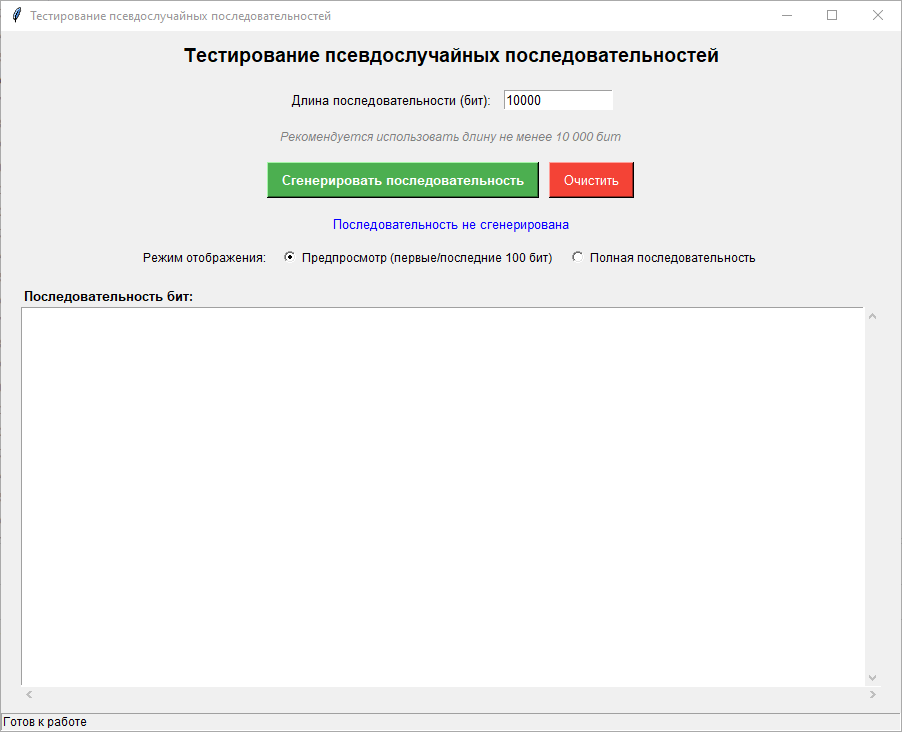 Тестирование псевдослучайных последовательностей
Тестирование псевдослучайных последовательностей
Длина последовательности (бит): 10000
Рекомендуется использовать длину не менее 10 000 бит
Сгенерировать последовательность Очистить
Последовательность не сгенерирована
Режим отображения: Предпросмотр (первые/последние 100 бит) Полная последовательность
Последовательность бит:
Готов к работе